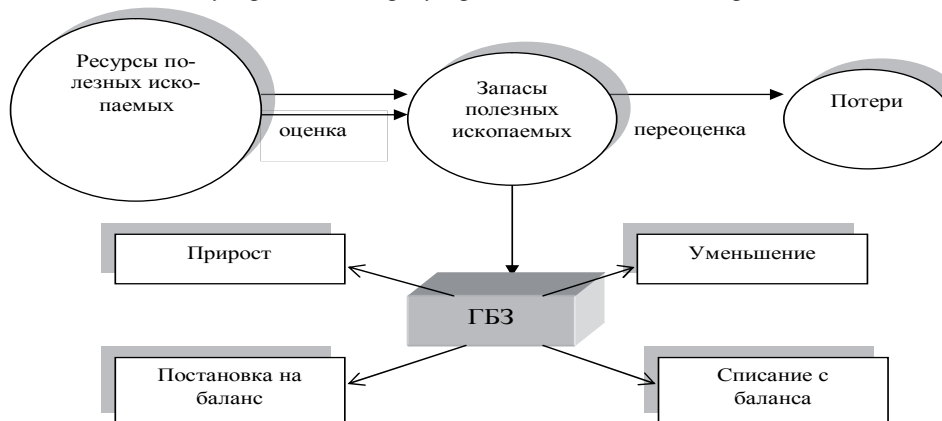 Ресурсы по-
лезных иско-
паемых
оценка
Запасы
полезных
ископаемых
переоценка
Потери
Прирост
Уменьшение
ГБЗ
Постановка на
баланс
Списание с
баланса